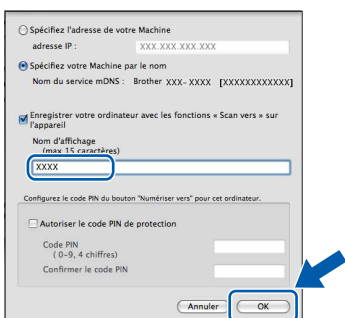 Spécifiez l'adresse de votre Machine
adresse IP : XXX.XXX.XXX.XXX
Spécifiez votre Machine par le nom
Nom du service mDNS : Brother XXX-XXXX [XXXXXXXXXXXX]
Enregistrer votre ordinateur avec les fonctions « Scan vers » sur
l'appareil
Nom d'affichage
(max 15 caractères)
XXXX
Configurez le code PIN du bouton "Numériser vers" pour cet ordinateur.
Autoriser le code PIN de protection
Code PIN
( 0-9, 4 chiffres)
Confirmer le code PIN
Annuler OK